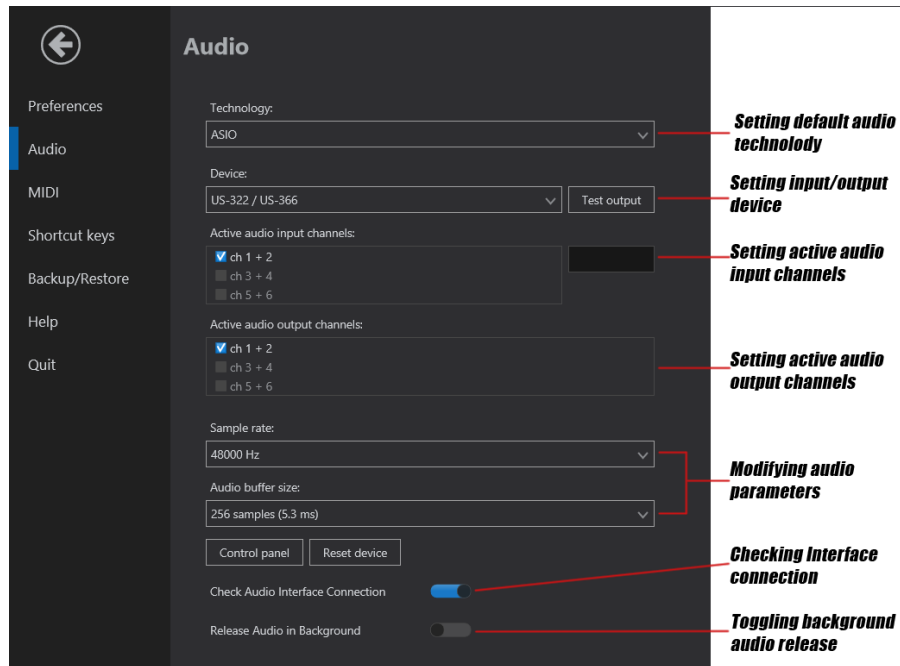 Audio
Preferences
Audio
MIDI
Shortcut keys
Backup/Restore
Help
Quit
Technology:
ASIO
Device:
US-322 / US-366
Test output
Active audio input channels:
ch 1 + 2
ch 3 + 4
ch 5 + 6
Active audio output channels:
ch 1 + 2
ch 3 + 4
ch 5 + 6
Sample rate:
48000 Hz
Audio buffer size:
256 samples (5.3 ms)
Control panel
Reset device
Check Audio Interface Connection
Release Audio in Background
Setting default audio
technolody
Setting input/output
device
Setting active audio
input channels
Setting active audio
output channels
Modifying audio
parameters
Checking Interface
connection
Toggling background
audio release